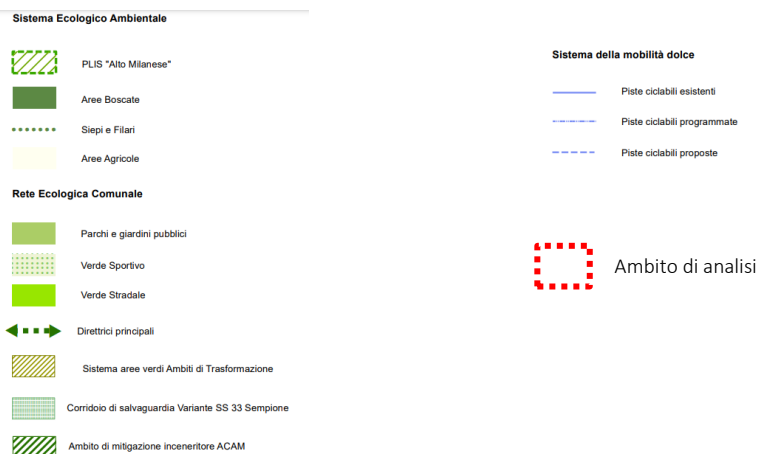 Sistema Ecologico Ambientale
PLIS "Alto Milanese"
Aree Boscate
Siepi e Filari
Aree Agricole
Rete Ecologica Comunale
Parchi e giardini pubblici
Verde Sportivo
Verde Stradale
Direttrici principali
Sistema aree verdi Ambiti di Trasformazione
Corridoio di salvaguardia Variante SS 33 Sempione
Ambito di mitigazione inceneritore ACAM
Sistema della mobilità dolce
Piste ciclabili esistenti
Piste ciclabili programmate
Piste ciclabili proposte
Ambito di analisi